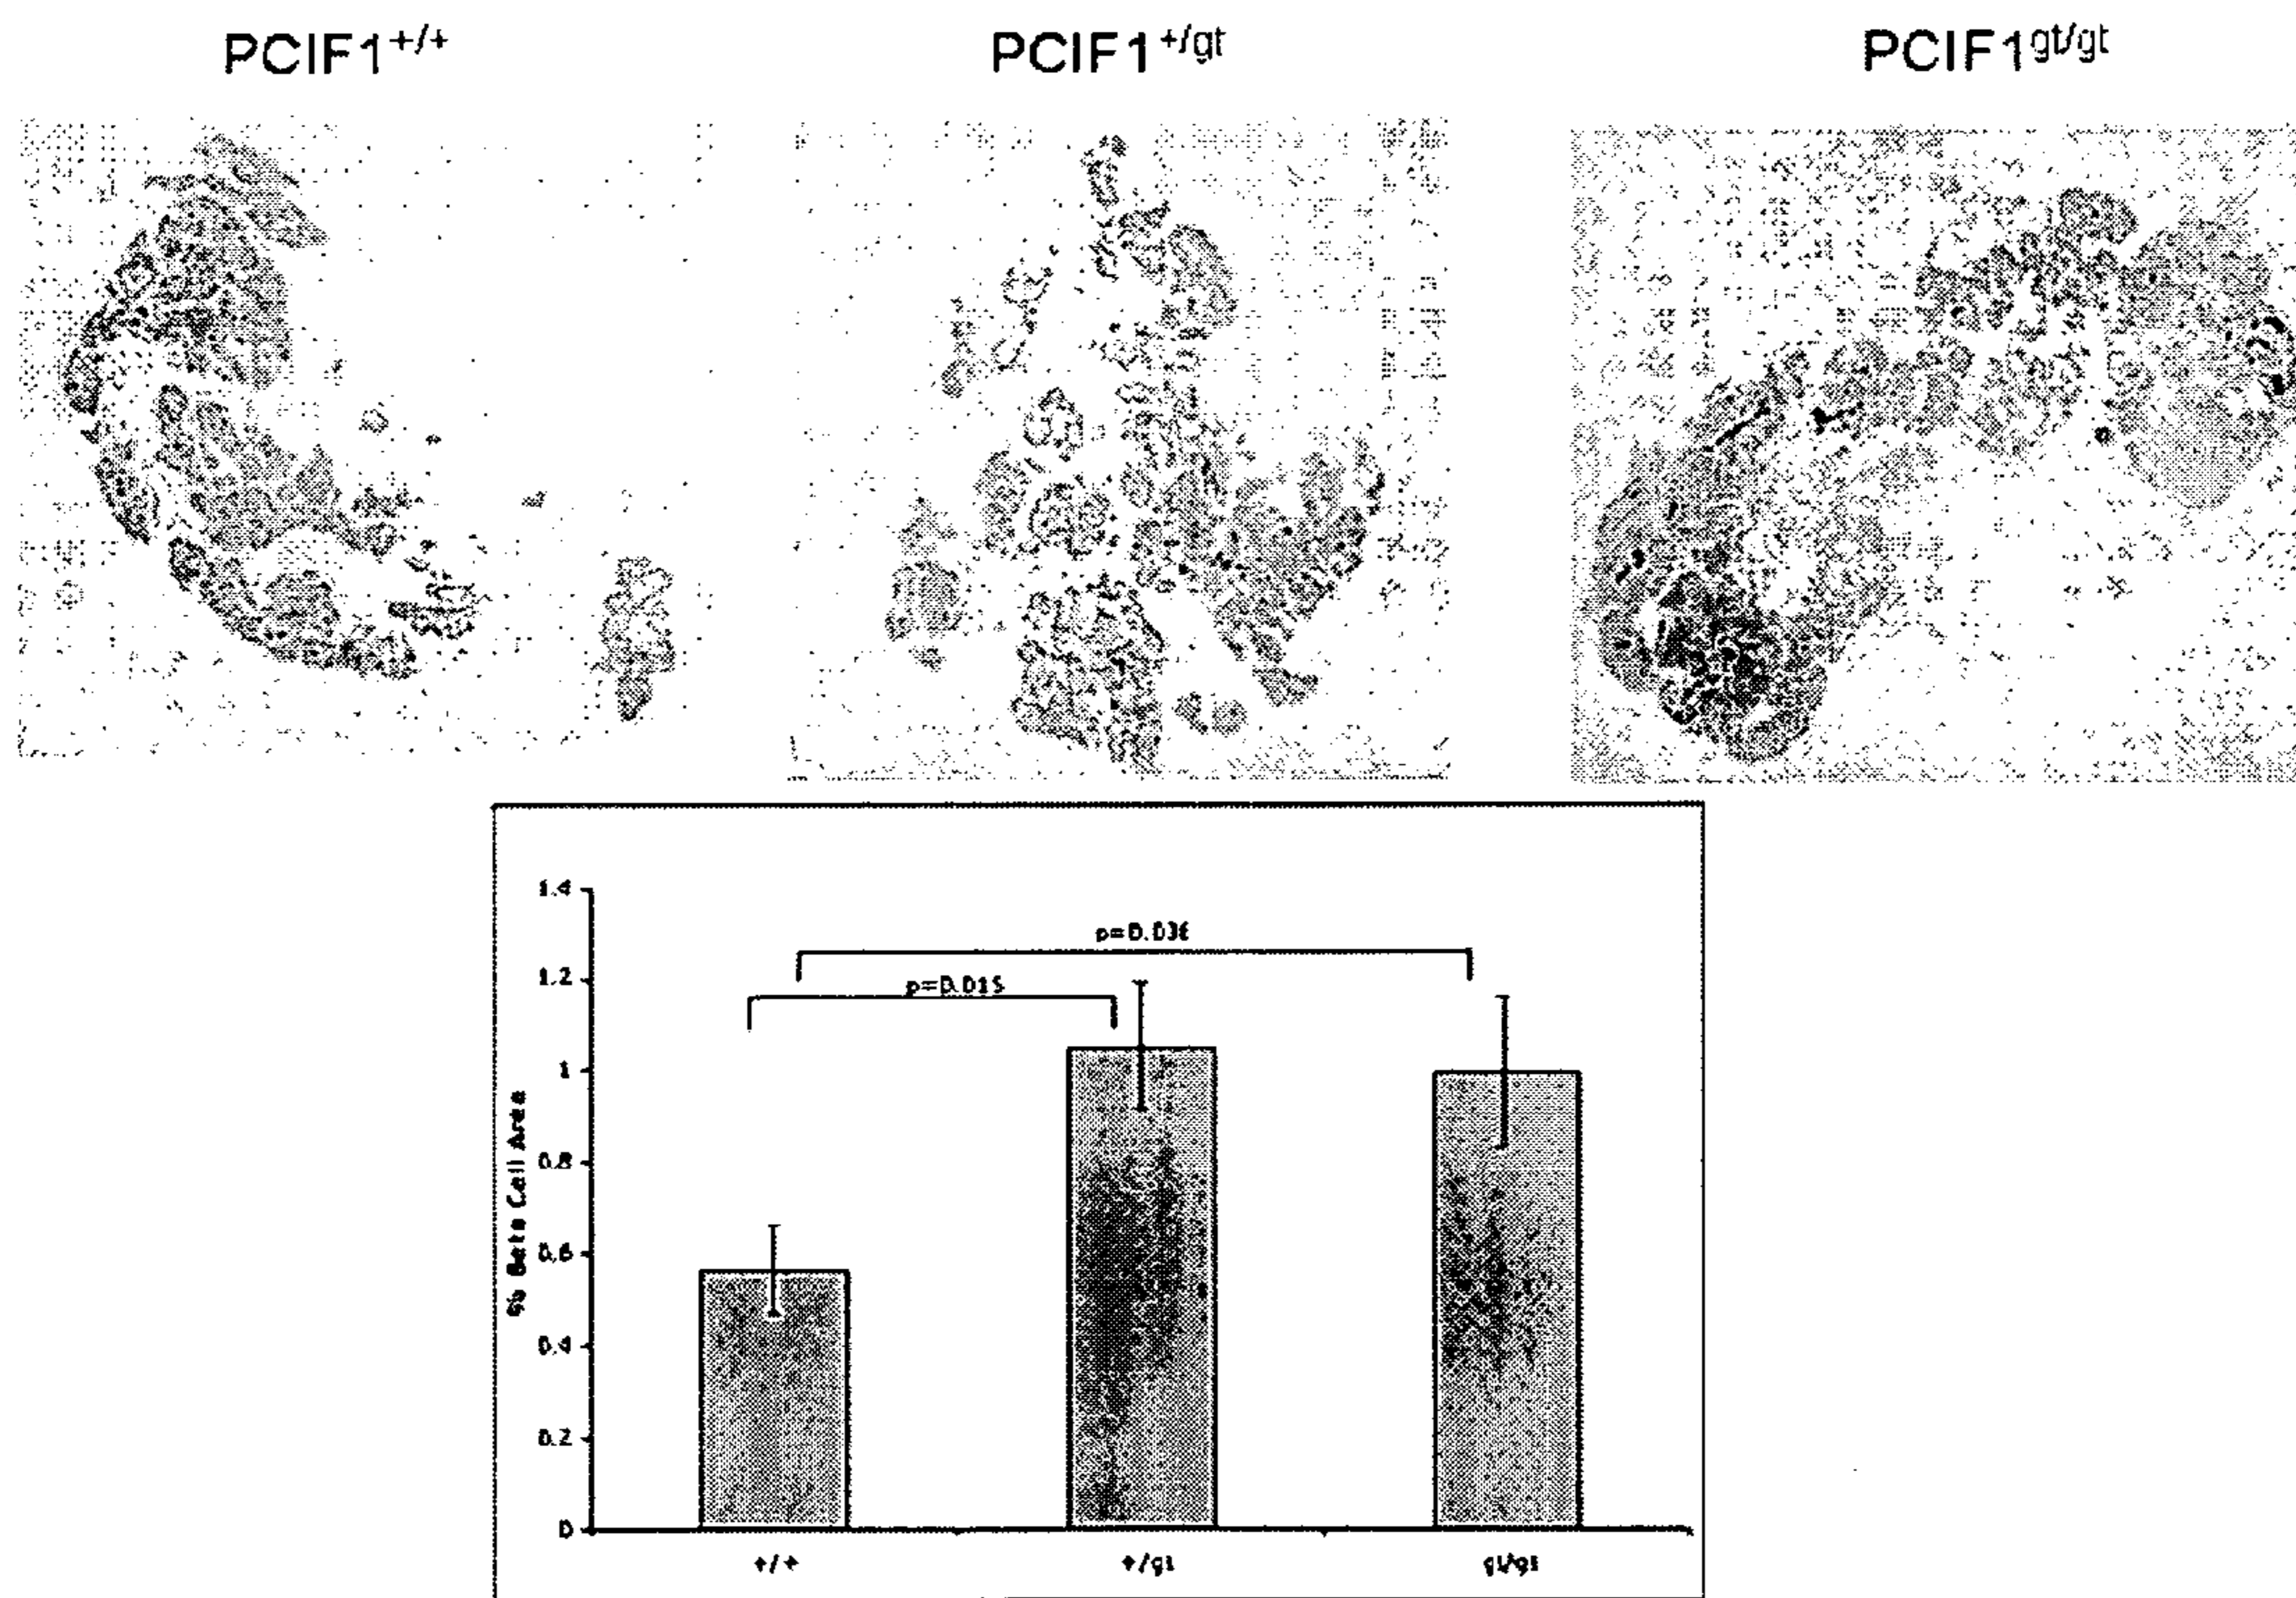 PCIF1+/+
PCIF1+/gt
PCIF1gt/gt
1.4
p=0.036
1.2
p=0.015
1
% Beta Cell Area
0.8
0.6
0.4
0.2
0
+/+
+/gt
gt/gt